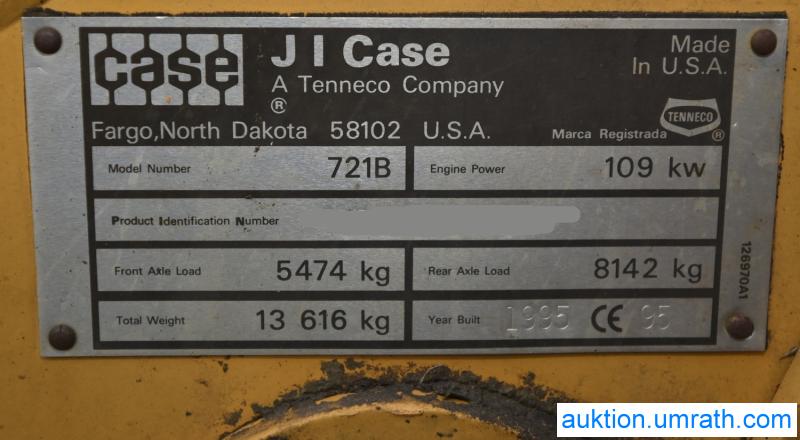 case
J I Case
A Tenneco Company
®
Made
In U.S.A.
Fargo,North Dakota 58102 U.S.A.
Marca Registrada
TENNECO
®
Model Number 721B
Engine Power 109 kw
Product Identification Number
Front Axle Load 5474 kg
Rear Axle Load 8142 kg
Total Weight 13 616 kg
Year Built 1995 CE 95
126970A1
auktion.umrath.com